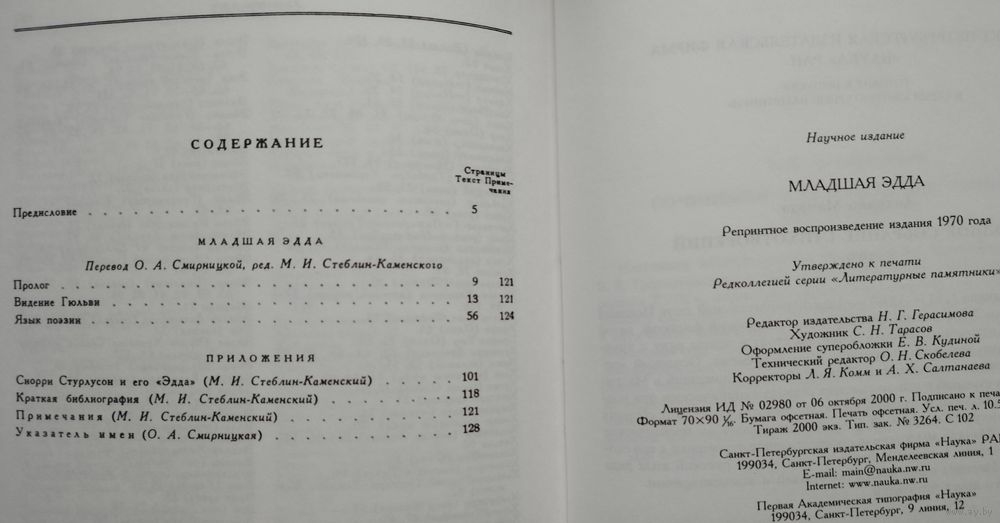 СОДЕРЖАНИЕ
Страницы
Текст Приме-
чания
Предисловие . . . . . . . . . . . . . . . . . . . . . . . . 5
МЛАДШАЯ ЭДДА
Перевод О. А. Смирницкой, ред. М. И. Стеблин-Каменского
Пролог . . . . . . . . . . . . . . . . . . . . . . . . 9 121
Видение Гюльви . . . . . . . . . . . . . . . . . . . . . 13 121
Язык поэзии . . . . . . . . . . . . . . . . . . . . . . 56 124
ПРИЛОЖЕНИЯ
Снорри Стурлусон и его «Эдда» (М. И. Стеблин-Каменский) . . . . . . 101
Краткая библиография (М. И. Стеблин-Каменский) . . . . . . . . . 118
Примечания (М. И. Стеблин-Каменский) . . . . . . . . . . . 121
Указатель имен (О. А. Смирницкая) . . . . . . . . . . . . 128
Научное издание
МЛАДШАЯ ЭДДА
Репринтное воспроизведение издания 1970 года
Утверждено к печати
Редколлегией серии «Литературные памятники»
Редактор издательства Н. Г. Герасимова
Художник С. Н. Тарасов
Оформление суперобложки Е. В. Кудиной
Технический редактор О. Н. Скобелева
Корректоры Л. Я. Комм и А. Х. Салтанаева
Лицензия ИД № 02980 от 06 октября 2000 г. Подписано к печа
Формат 70×90 1/16. Бумага офсетная. Печать офсетная. Усл. печ. л. 10.5
Тираж 2000 экз. Тип. зак. № 3264. С 102
Санкт-Петербургская издательская фирма «Наука» РА
199034, Санкт-Петербург, Менделеевская линия, 1
E-mail: main@nauka.nw.ru
Internet: www.nauka.nw.ru
Первая Академическая типография «Наука»
199034, Санкт-Петербург, 9 линия, 12
www.ay.by